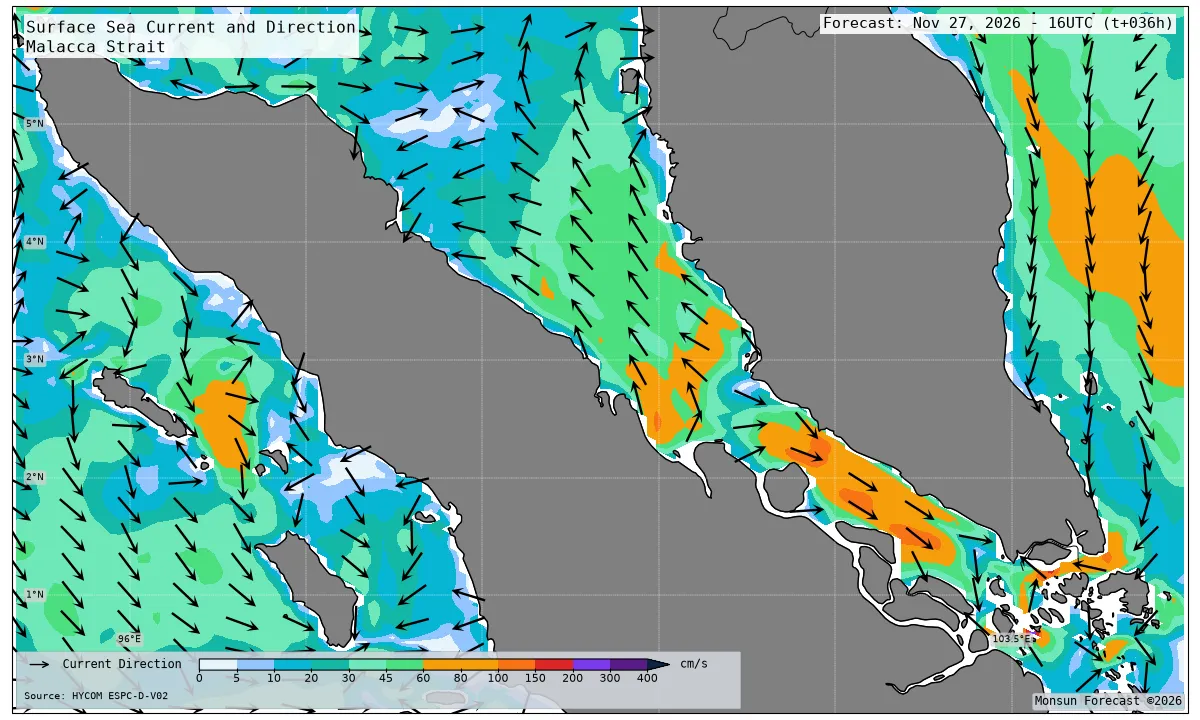 Surface Sea Current and Direction
Malacca Strait
Forecast: Nov 27, 2026 - 16UTC (t+036h)
5°N
4°N
3°N
2°N
1°N
96°E
103.5°E
Current Direction
0 5 10 20 30 45 60 80 100 150 200 300 400
cm/s
Source: HYCOM ESPC-D-V02
Monsun Forecast ©2026